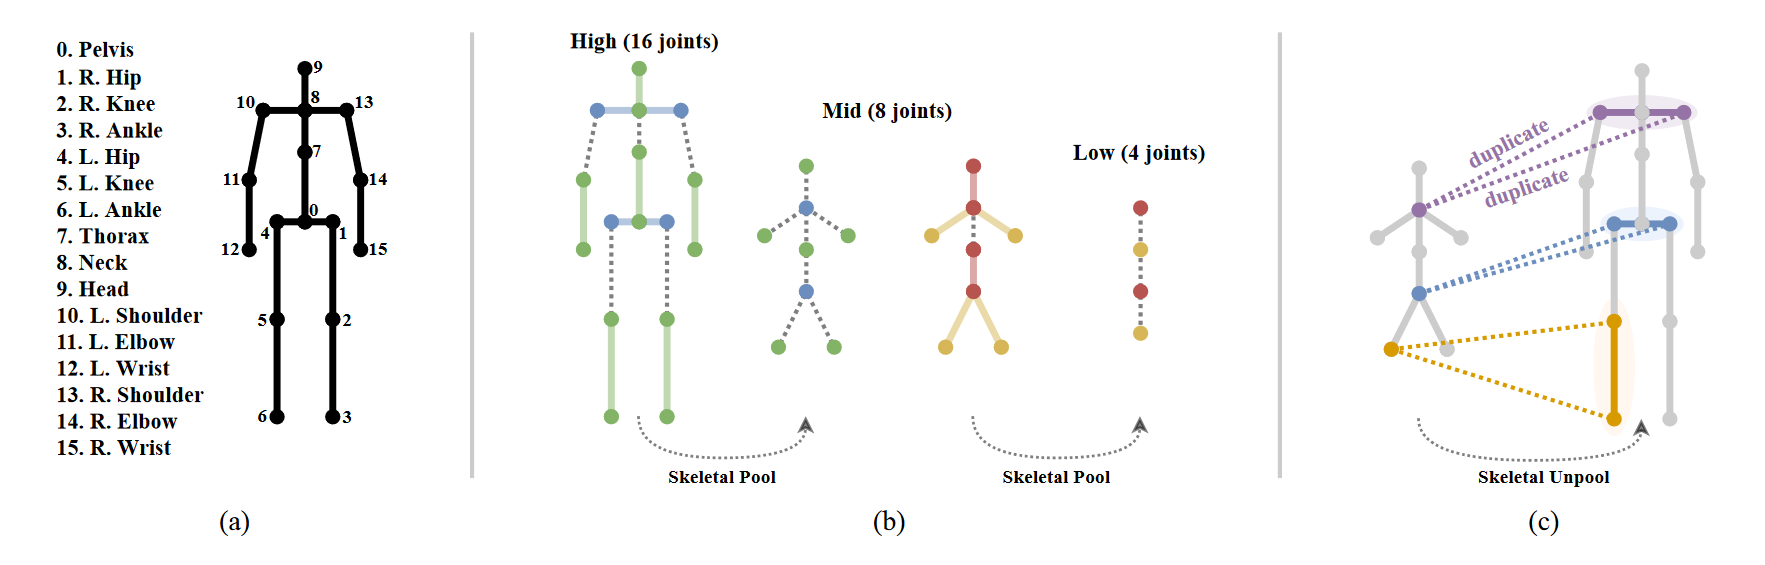 0. Pelvis
1. R. Hip
2. R. Knee
3. R. Ankle
4. L. Hip
5. L. Knee
6. L. Ankle
7. Thorax
8. Neck
9. Head
10. L. Shoulder
11. L. Elbow
12. L. Wrist
13. R. Shoulder
14. R. Elbow
15. R. Wrist
9
10 8 13
7
11 14
0
4 1
12 15
5 2
6 3
(a)
High (16 joints)
Mid (8 joints)
Low (4 joints)
Skeletal Pool
Skeletal Pool
(b)
duplicate
duplicate
Skeletal Unpool
(c)